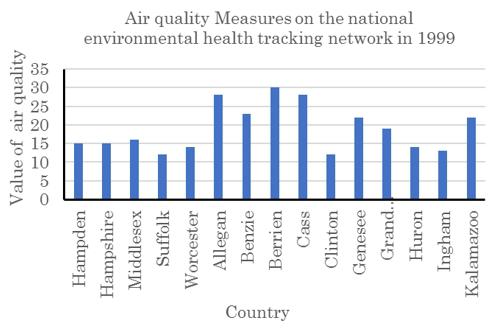 Air quality Measures on the national
environmental health tracking network in 1999
Value of air quality
35
30
25
20
15
10
5
0
Hampden
Hampshire
Middlesex
Suffolk
Worcester
Allegan
Benzie
Berrien
Cass
Clinton
Genesee
Grand...
Huron
Ingham
Kalamazoo
Country